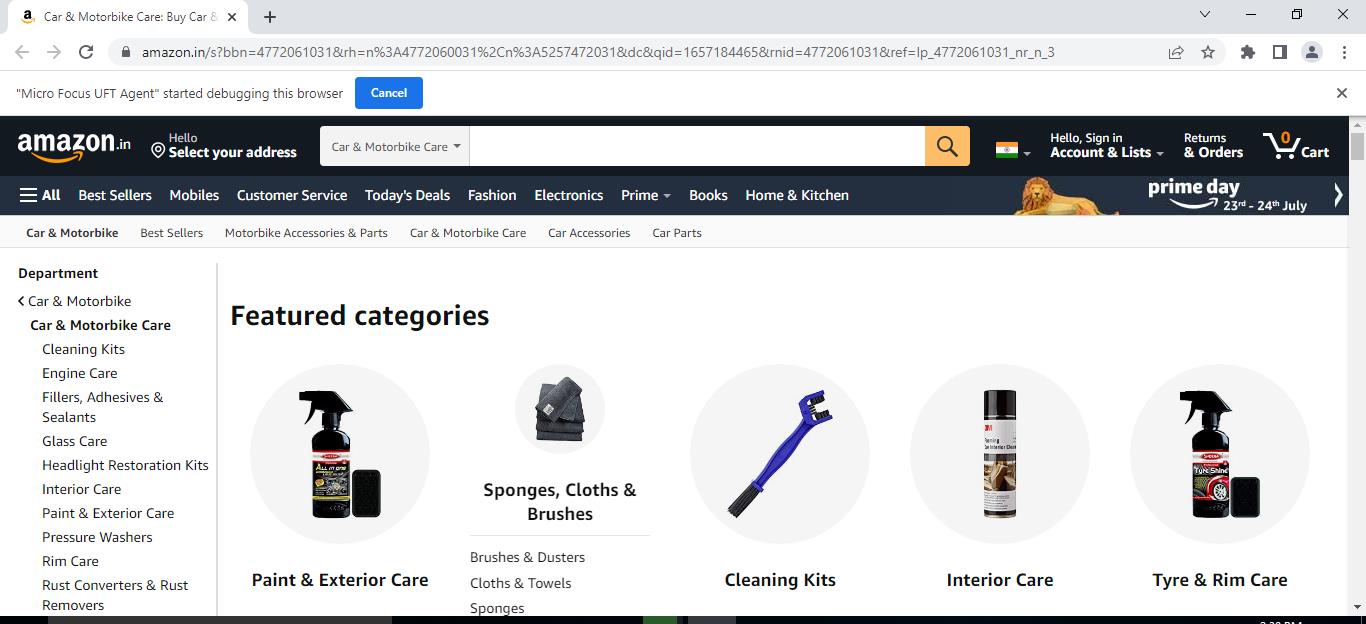 Car & Motorbike Care: Buy Car &
amazon.in/s?bbn=4772061031&rh=n%3A4772060031%2Cn%3A5257472031&dc&qid=1657184465&rnid=4772061031&ref=lp_4772061031_nr_n_3
"Micro Focus UFT Agent" started debugging this browser Cancel
amazon.in
Hello
Select your address
Car & Motorbike Care
Hello, Sign in
Account & Lists
Returns
& Orders
0
Cart
All Best Sellers Mobiles Customer Service Today's Deals Fashion Electronics Prime Books Home & Kitchen
prime day
23rd - 24th July
Car & Motorbike Best Sellers Motorbike Accessories & Parts Car & Motorbike Care Car Accessories Car Parts
Department
Car & Motorbike
Car & Motorbike Care
Cleaning Kits
Engine Care
Fillers, Adhesives &
Sealants
Glass Care
Headlight Restoration Kits
Interior Care
Paint & Exterior Care
Pressure Washers
Rim Care
Rust Converters & Rust
Removers
Featured categories
ALL in one
Paint & Exterior Care
Sponges, Cloths &
Brushes
Brushes & Dusters
Cloths & Towels
Sponges
Cleaning Kits
3M
Interior Care
Tyre Shine
Tyre & Rim Care